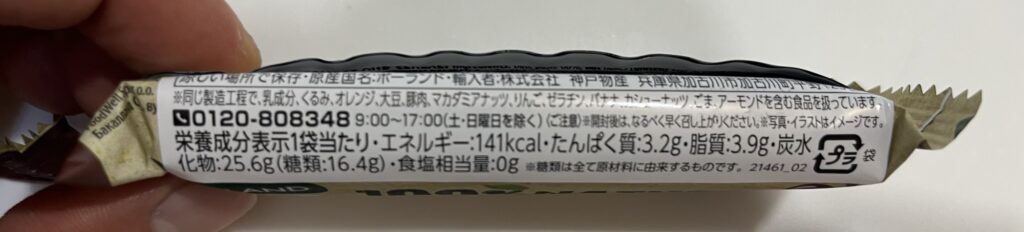 涼しい場所で保存・原産国名:ポーランド・輸入者:株式会社 神戸物産 兵庫県加古川市加古川町平野
※同じ製造工程で、乳成分、くるみ、オレンジ、大豆、豚肉、マカダミアナッツ、りんご、ゼラチン、バナナ、カシューナッツ、ごま、アーモンドを含む食品を扱っています。
0120-808348 9:00~17:00(土・日曜日を除く) (ご注意)※開封後は、なるべく早く召し上がりください。※写真・イラストはイメージです。
栄養成分表示1袋当たり・エネルギー:141kcal・たんぱく質:3.2g・脂質:3.9g・炭水
化物:25.6g(糖類:16.4g)・食塩相当量:0g ※糖類は全て原材料に由来するものです。 21461_02
プラ 袋
AND